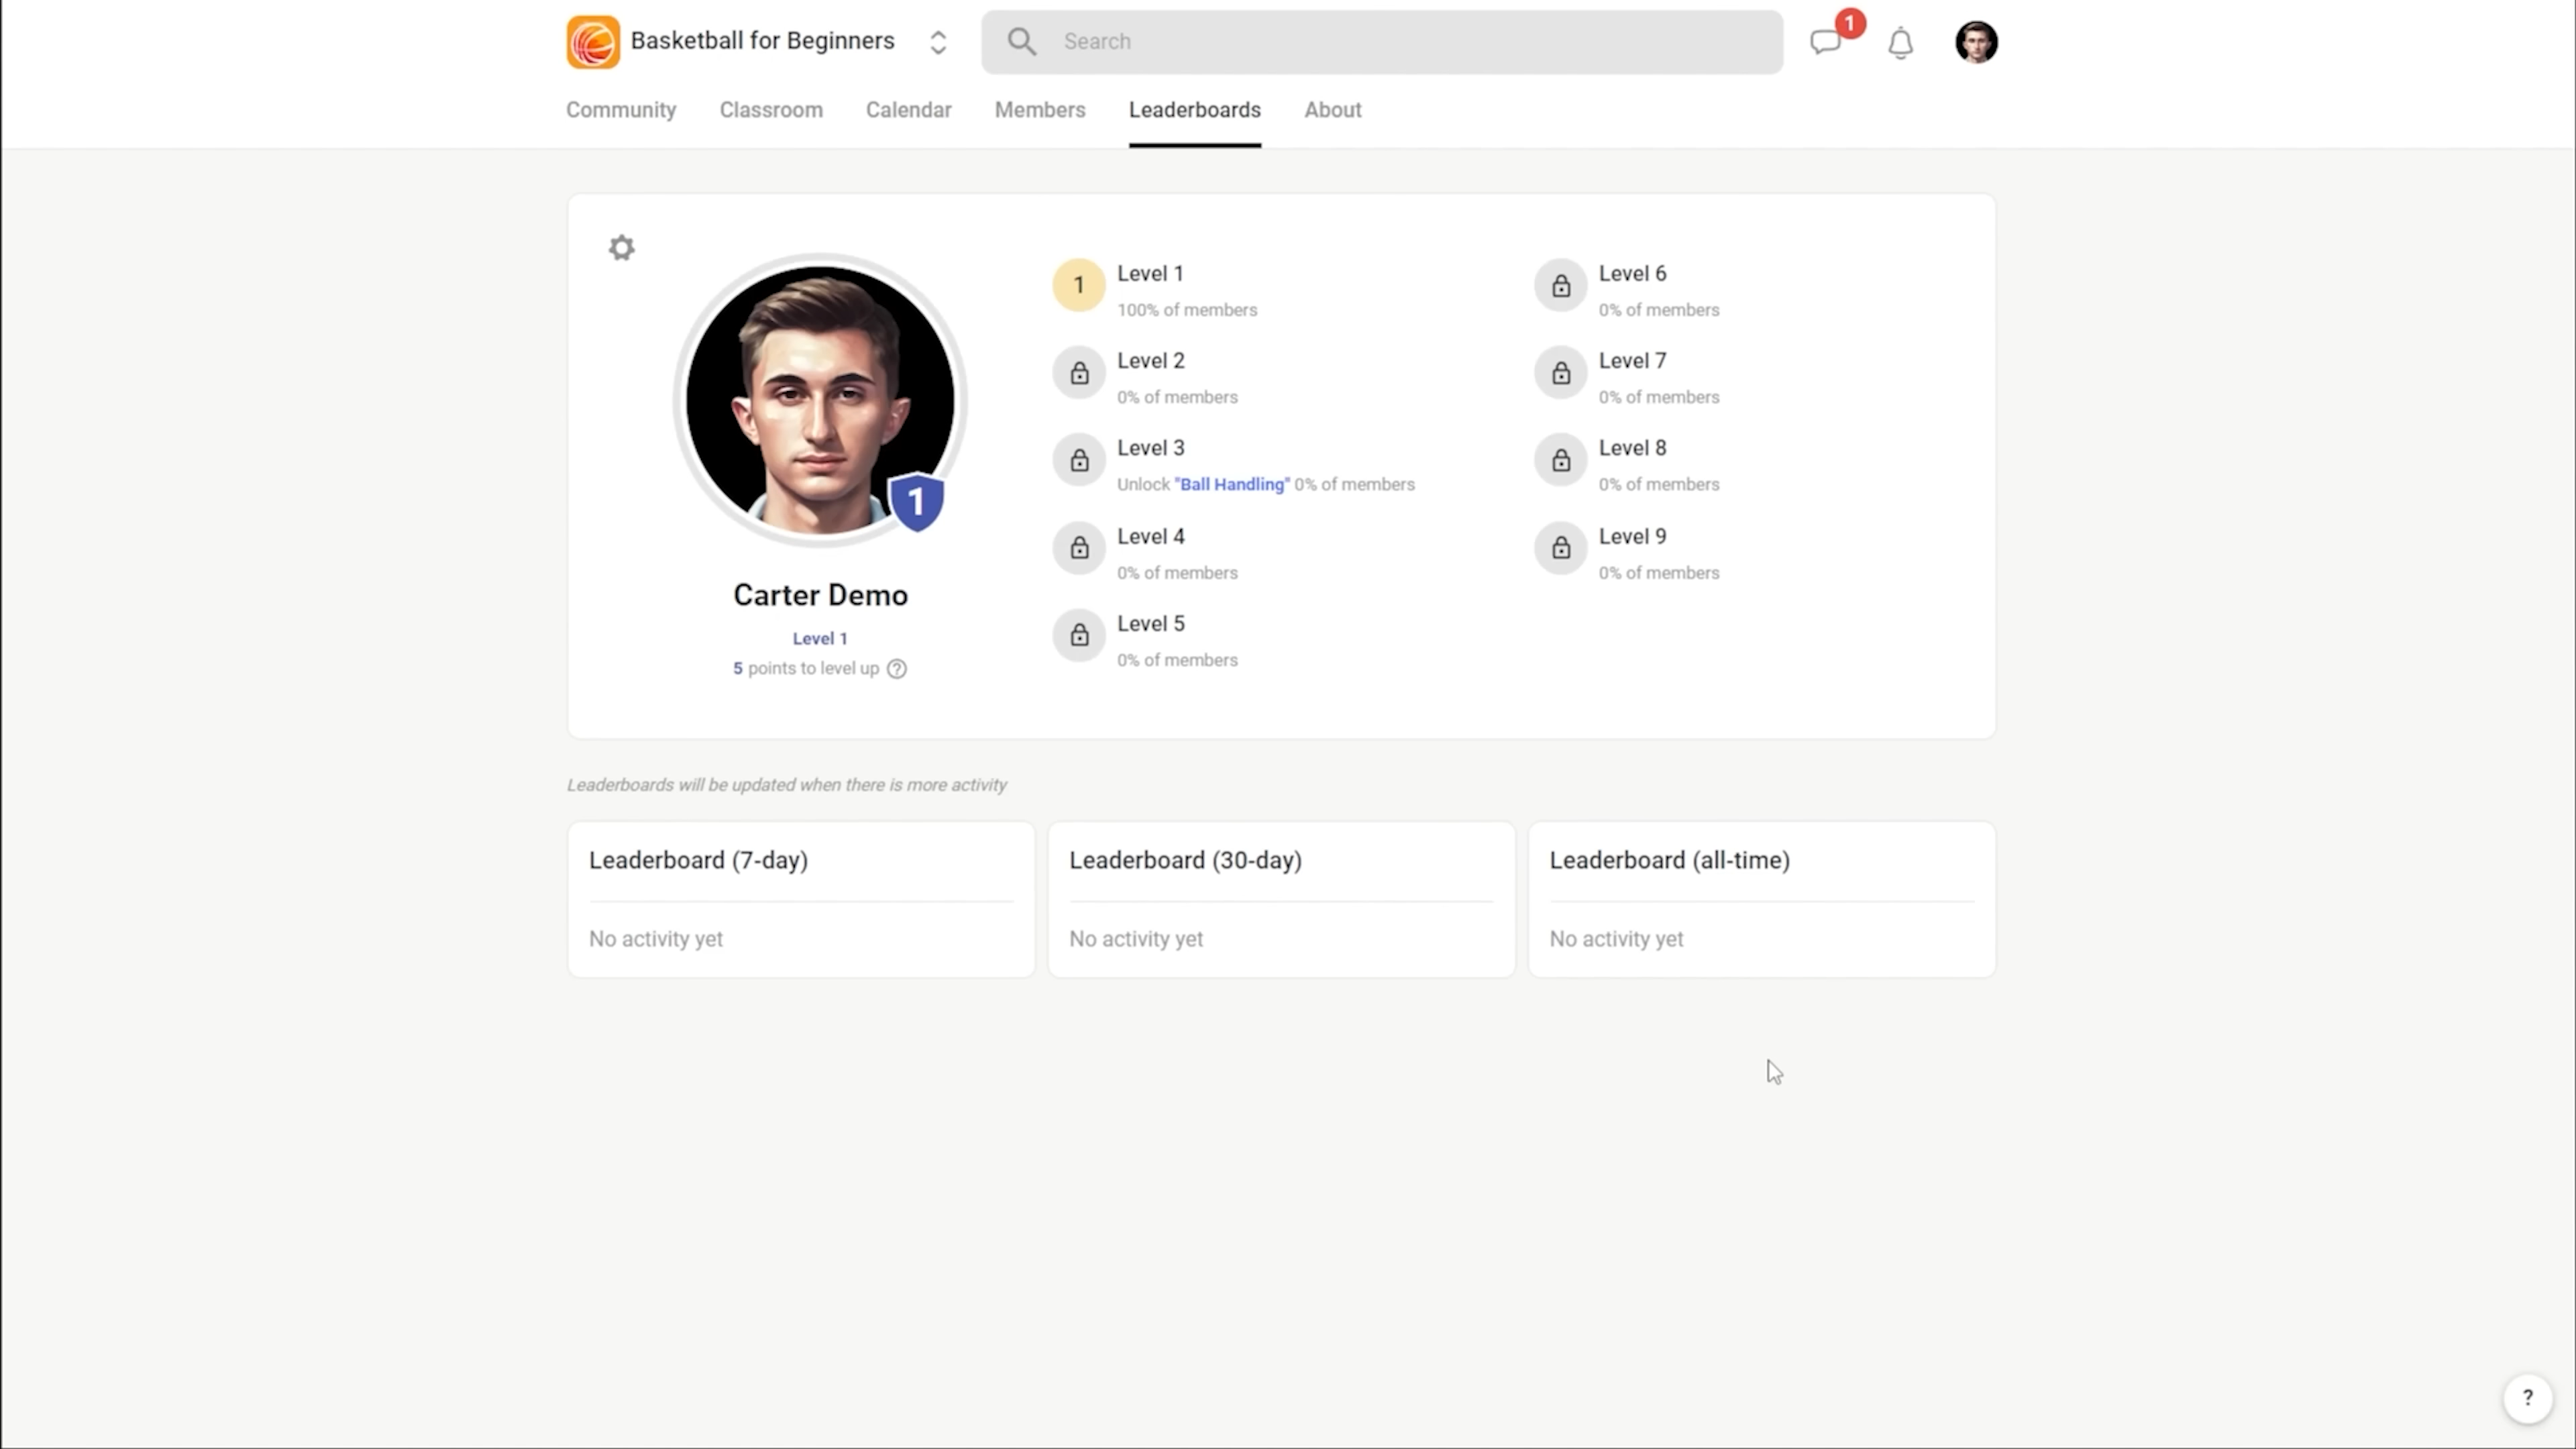 Basketball for Beginners
Search
1
Community
Classroom
Calendar
Members
Leaderboards
About
1
Carter Demo
Level 1
5 points to level up
1
Level 1
100% of members
Level 2
0% of members
Level 3
Unlock "Ball Handling" 0% of members
Level 4
0% of members
Level 5
0% of members
Level 6
0% of members
Level 7
0% of members
Level 8
0% of members
Level 9
0% of members
Leaderboards will be updated when there is more activity
Leaderboard (7-day)
No activity yet
Leaderboard (30-day)
No activity yet
Leaderboard (all-time)
No activity yet
?